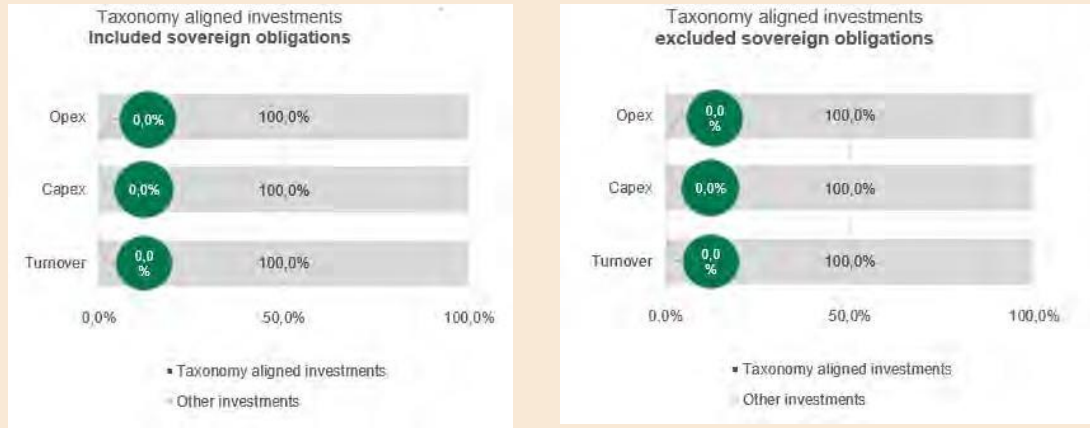 Taxonomy aligned investments
Included sovereign obligations
Opex
0,0%
100,0%
Capex
0,0%
100,0%
Turnover
0,0
%
100,0%
0,0%
50,0%
100,0%
Taxonomy aligned investments
Other investments
Taxonomy aligned investments
excluded sovereign obligations
Opex
0,0
%
100,0%
Capex
0,0%
100,0%
Turnover
0,0
%
100,0%
0.0%
50,0%
100,0%
Taxonomy aligned investments
Other investments